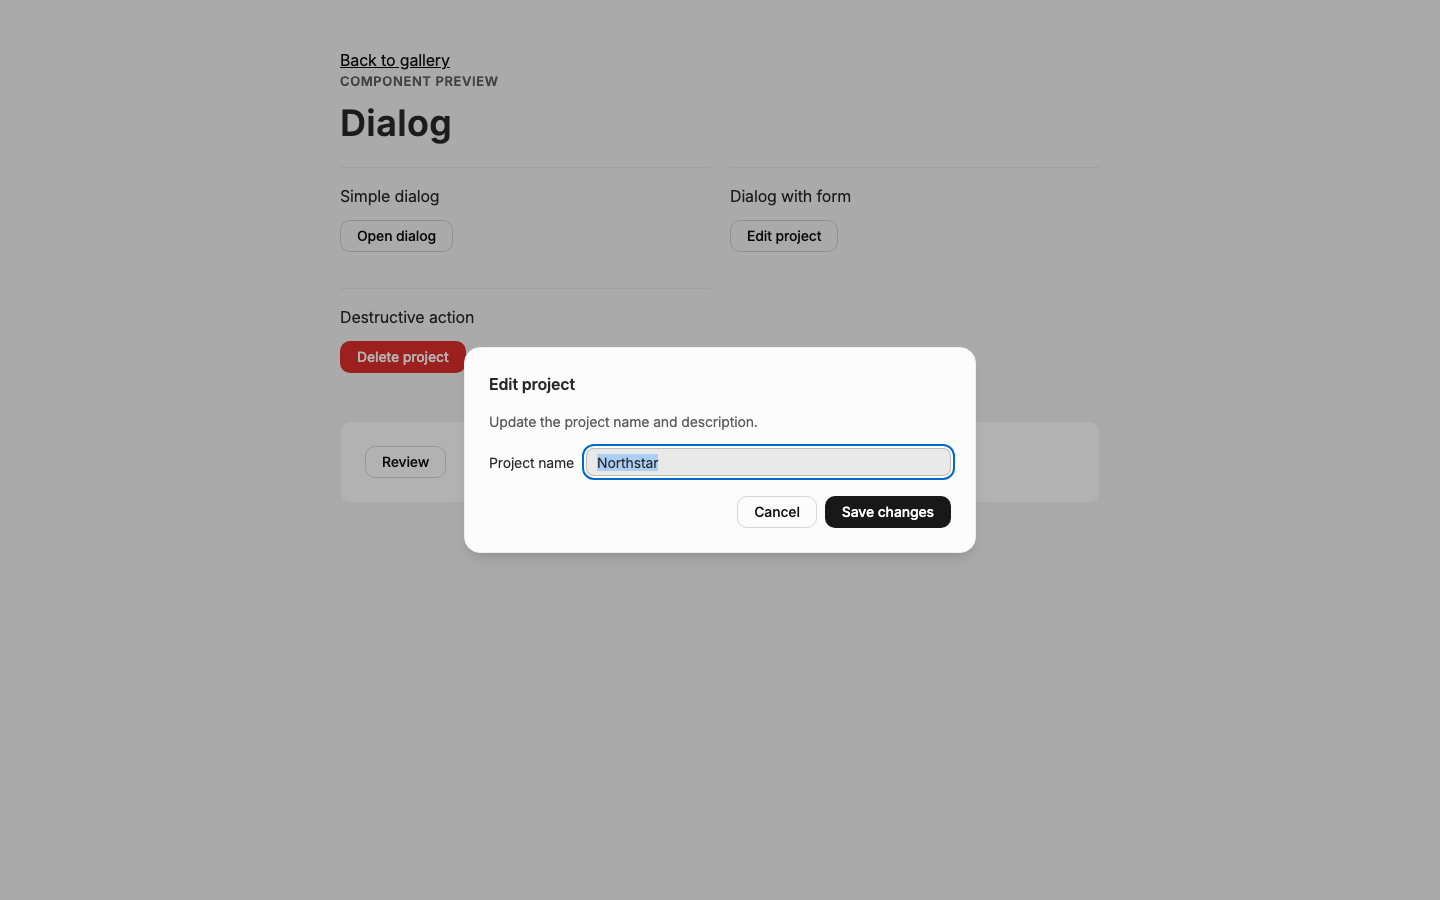 Back to gallery
COMPONENT PREVIEW
Dialog
Simple dialog
Open dialog
Dialog with form
Edit project
Destructive action
Delete project
Review
Edit project
Update the project name and description.
Project name Northstar
Cancel Save changes